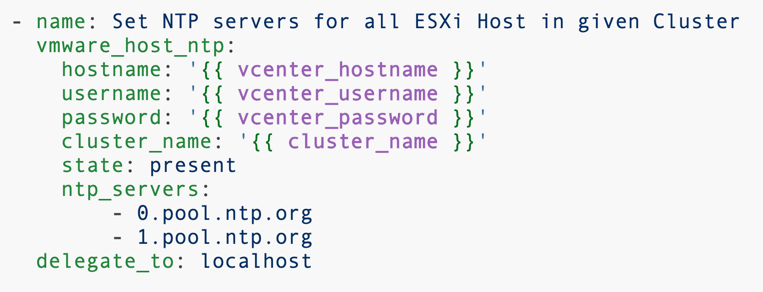 - name: Set NTP servers for all ESXi Host in given Cluster
  vmware_host_ntp:
    hostname: '{{ vcenter_hostname }}'
    username: '{{ vcenter_username }}'
    password: '{{ vcenter_password }}'
    cluster_name: '{{ cluster_name }}'
    state: present
    ntp_servers:
        - 0.pool.ntp.org
        - 1.pool.ntp.org
  delegate_to: localhost